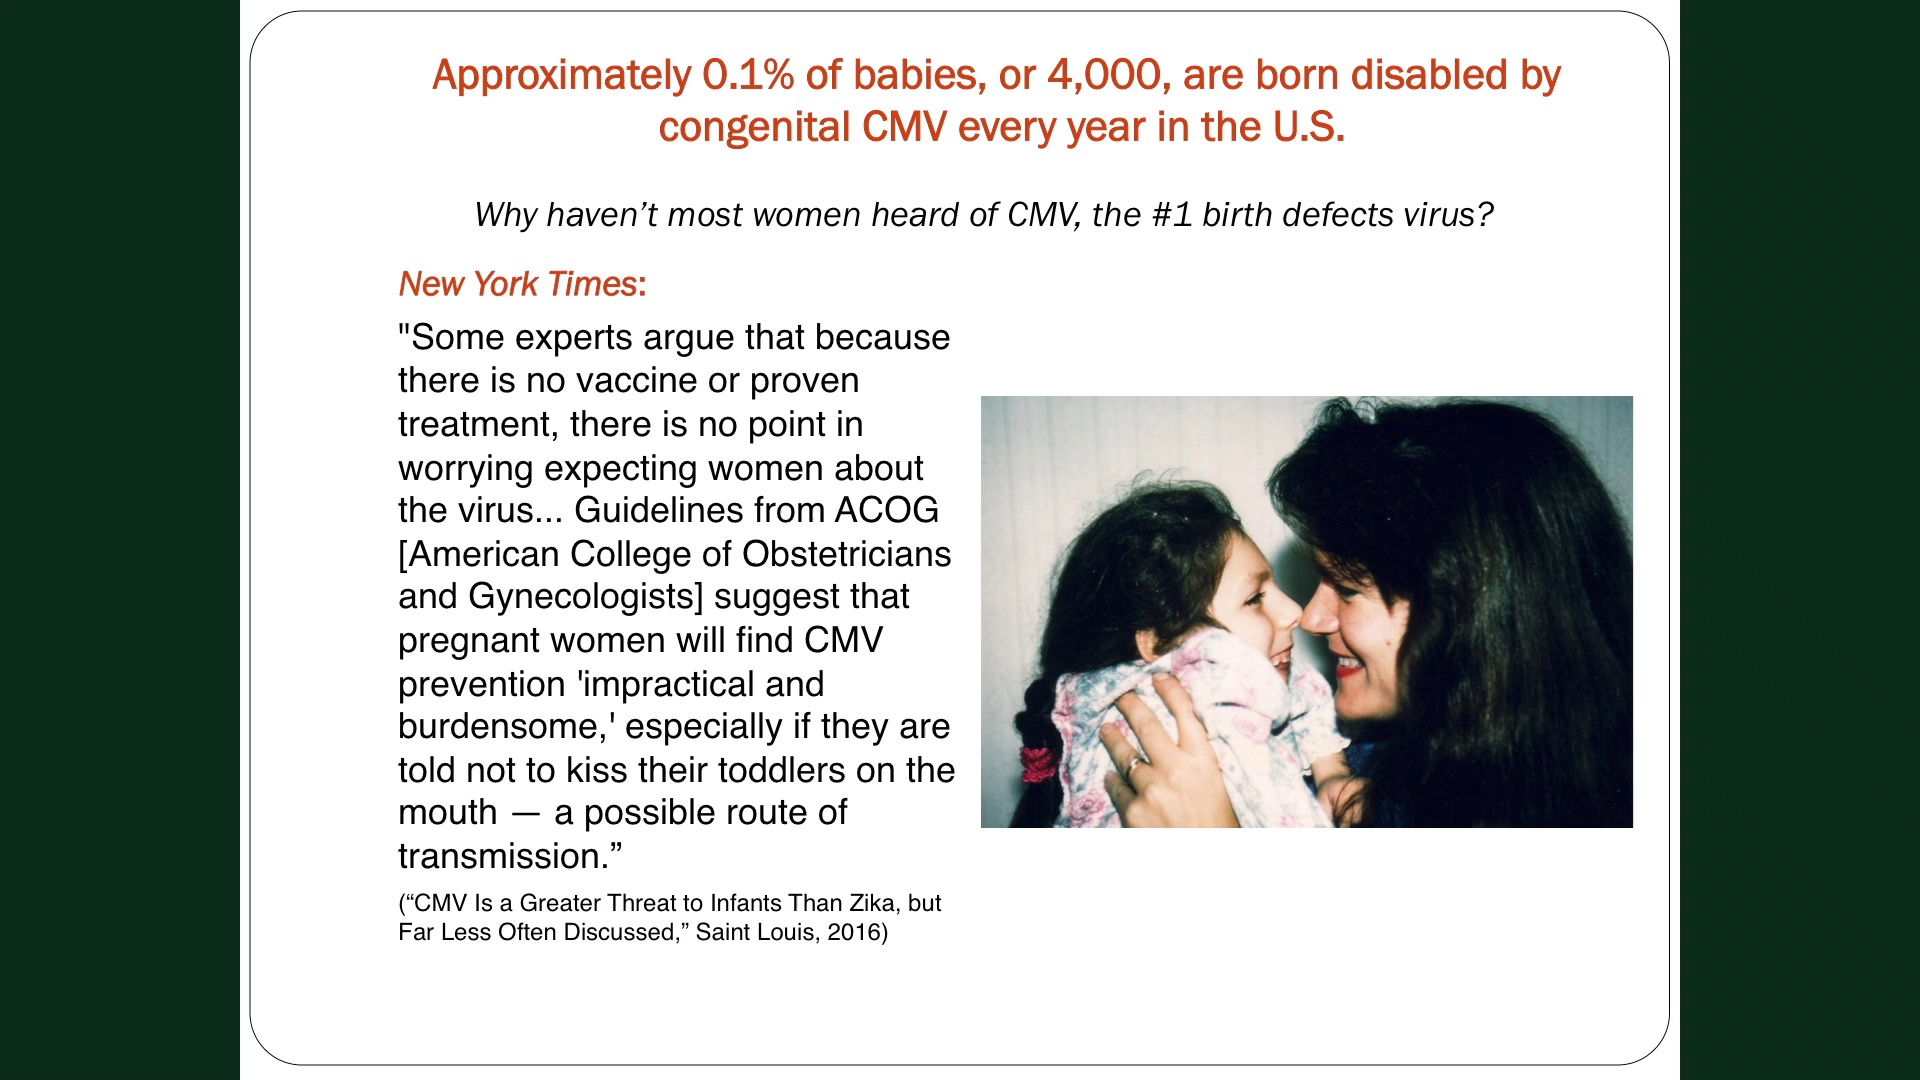 Approximately 0.1% of babies, or 4,000, are born disabled by
congenital CMV every year in the U.S.
Why haven’t most women heard of CMV, the #1 birth defects virus?
New York Times:
"Some experts argue that because
there is no vaccine or proven
treatment, there is no point in
worrying expecting women about
the virus... Guidelines from ACOG
[American College of Obstetricians
and Gynecologists] suggest that
pregnant women will find CMV
prevention 'impractical and
burdensome,' especially if they are
told not to kiss their toddlers on the
mouth — a possible route of
transmission.”
(“CMV Is a Greater Threat to Infants Than Zika, but
Far Less Often Discussed,” Saint Louis, 2016)